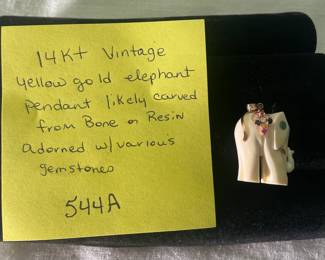 14Kt Vintage
yellow gold elephant
pendant likely carved
from Bone or Resin
adorned w/ various
gemstones
544A